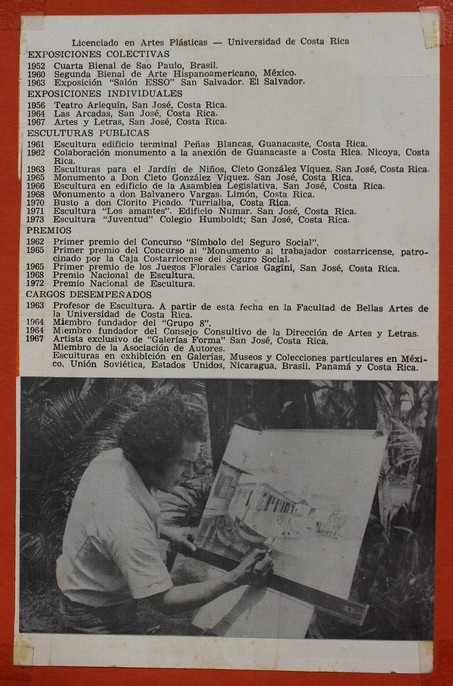 Licenciado en Artes Plásticas — Universidad de Costa Rica
EXPOSICIONES COLECTIVAS
1952 Cuarta Bienal de Sao Paulo, Brasil.
1960 Segunda Bienal de Arte Hispanoamericano, México.
1963 Exposición "Salón ESSO" San Salvador. El Salvador.
EXPOSICIONES INDIVIDUALES
1956 Teatro Arlequín, San José, Costa Rica.
1964 Las Arcadas, San José, Costa Rica.
1967 Artes y Letras, San José, Costa Rica.
ESCULTURAS PUBLICAS
1961 Escultura edificio terminal Peñas Blancas, Guanacaste, Costa Rica.
1962 Colaboración monumento a la anexión de Guanacaste a Costa Rica. Nicoya, Costa
Rica.
1963 Esculturas para el Jardín de Niños, Cleto González Víquez, San José, Costa Rica.
1965 Monumento a Don Cleto González Víquez. San José, Costa Rica.
1966 Escultura en edificio de la Asamblea Legislativa. San José, Costa Rica.
1968 Monumento a don Balvanero Vargas. Limón, Costa Rica.
1970 Busto a don Clorito Picado. Turrialba, Costa Rica.
1971 Escultura "Los amantes". Edificio Numar. San José, Costa Rica.
1973 Escultura "Juventud" Colegio Humboldt; San José, Costa Rica.
PREMIOS
1962 Primer premio del Concurso "Símbolo del Seguro Social".
1965 Primer premio del Concurso al "Monumento al trabajador costarricense, patro-
cinado por la Caja Costarricense del Seguro Social.
1965 Primer premio de los Juegos Florales Carlos Gagini, San José, Costa Rica.
1968 Premio Nacional de Escultura.
1972 Premio Nacional de Escultura.
CARGOS DESEMPEÑADOS
1963 Profesor de Escultura. A partir de esta fecha en la Facultad de Bellas Artes de
la Universidad de Costa Rica.
1964 Miembro fundador del "Grupo 8".
1964 Miembro fundador del Consejo Consultivo de la Dirección de Artes y Letras.
1967 Artista exclusivo de "Galerías Forma" San José, Costa Rica.
Miembro de la Asociación de Autores.
Esculturas en exhibición en Galerías, Museos y Colecciones particulares en Méxi-
co. Unión Soviética, Estados Unidos, Nicaragua, Brasil, Panamá y Costa Rica.